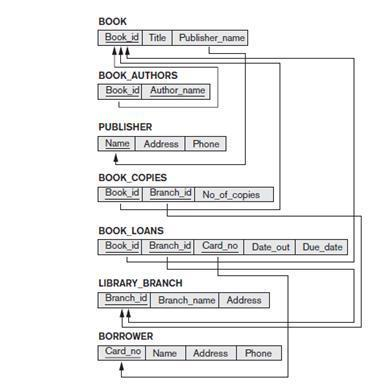 BOOK
Book_id Title Publisher_name
BOOK_AUTHORS
Book_id Author_name
PUBLISHER
Name Address Phone
BOOK_COPIES
Book_id Branch_id No_of_copies
BOOK_LOANS
Book_id Branch_id Card_no Date_out Due_date
LIBRARY_BRANCH
Branch_id Branch_name Address
BORROWER
Card_no Name Address Phone